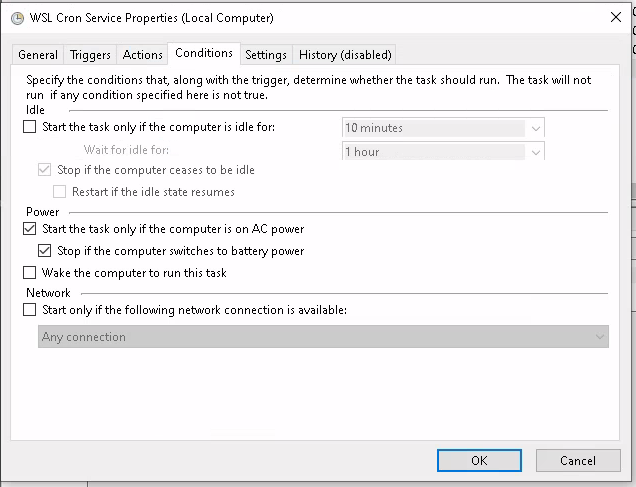 WSL Cron Service Properties (Local Computer)
General Triggers Actions Conditions Settings History (disabled)
Specify the conditions that, along with the trigger, determine whether the task should run. The task will not
run if any condition specified here is not true.
Idle
Start the task only if the computer is idle for: 10 minutes
Wait for idle for: 1 hour
Stop if the computer ceases to be idle
Restart if the idle state resumes
Power
Start the task only if the computer is on AC power
Stop if the computer switches to battery power
Wake the computer to run this task
Network
Start only if the following network connection is available:
Any connection
OK Cancel